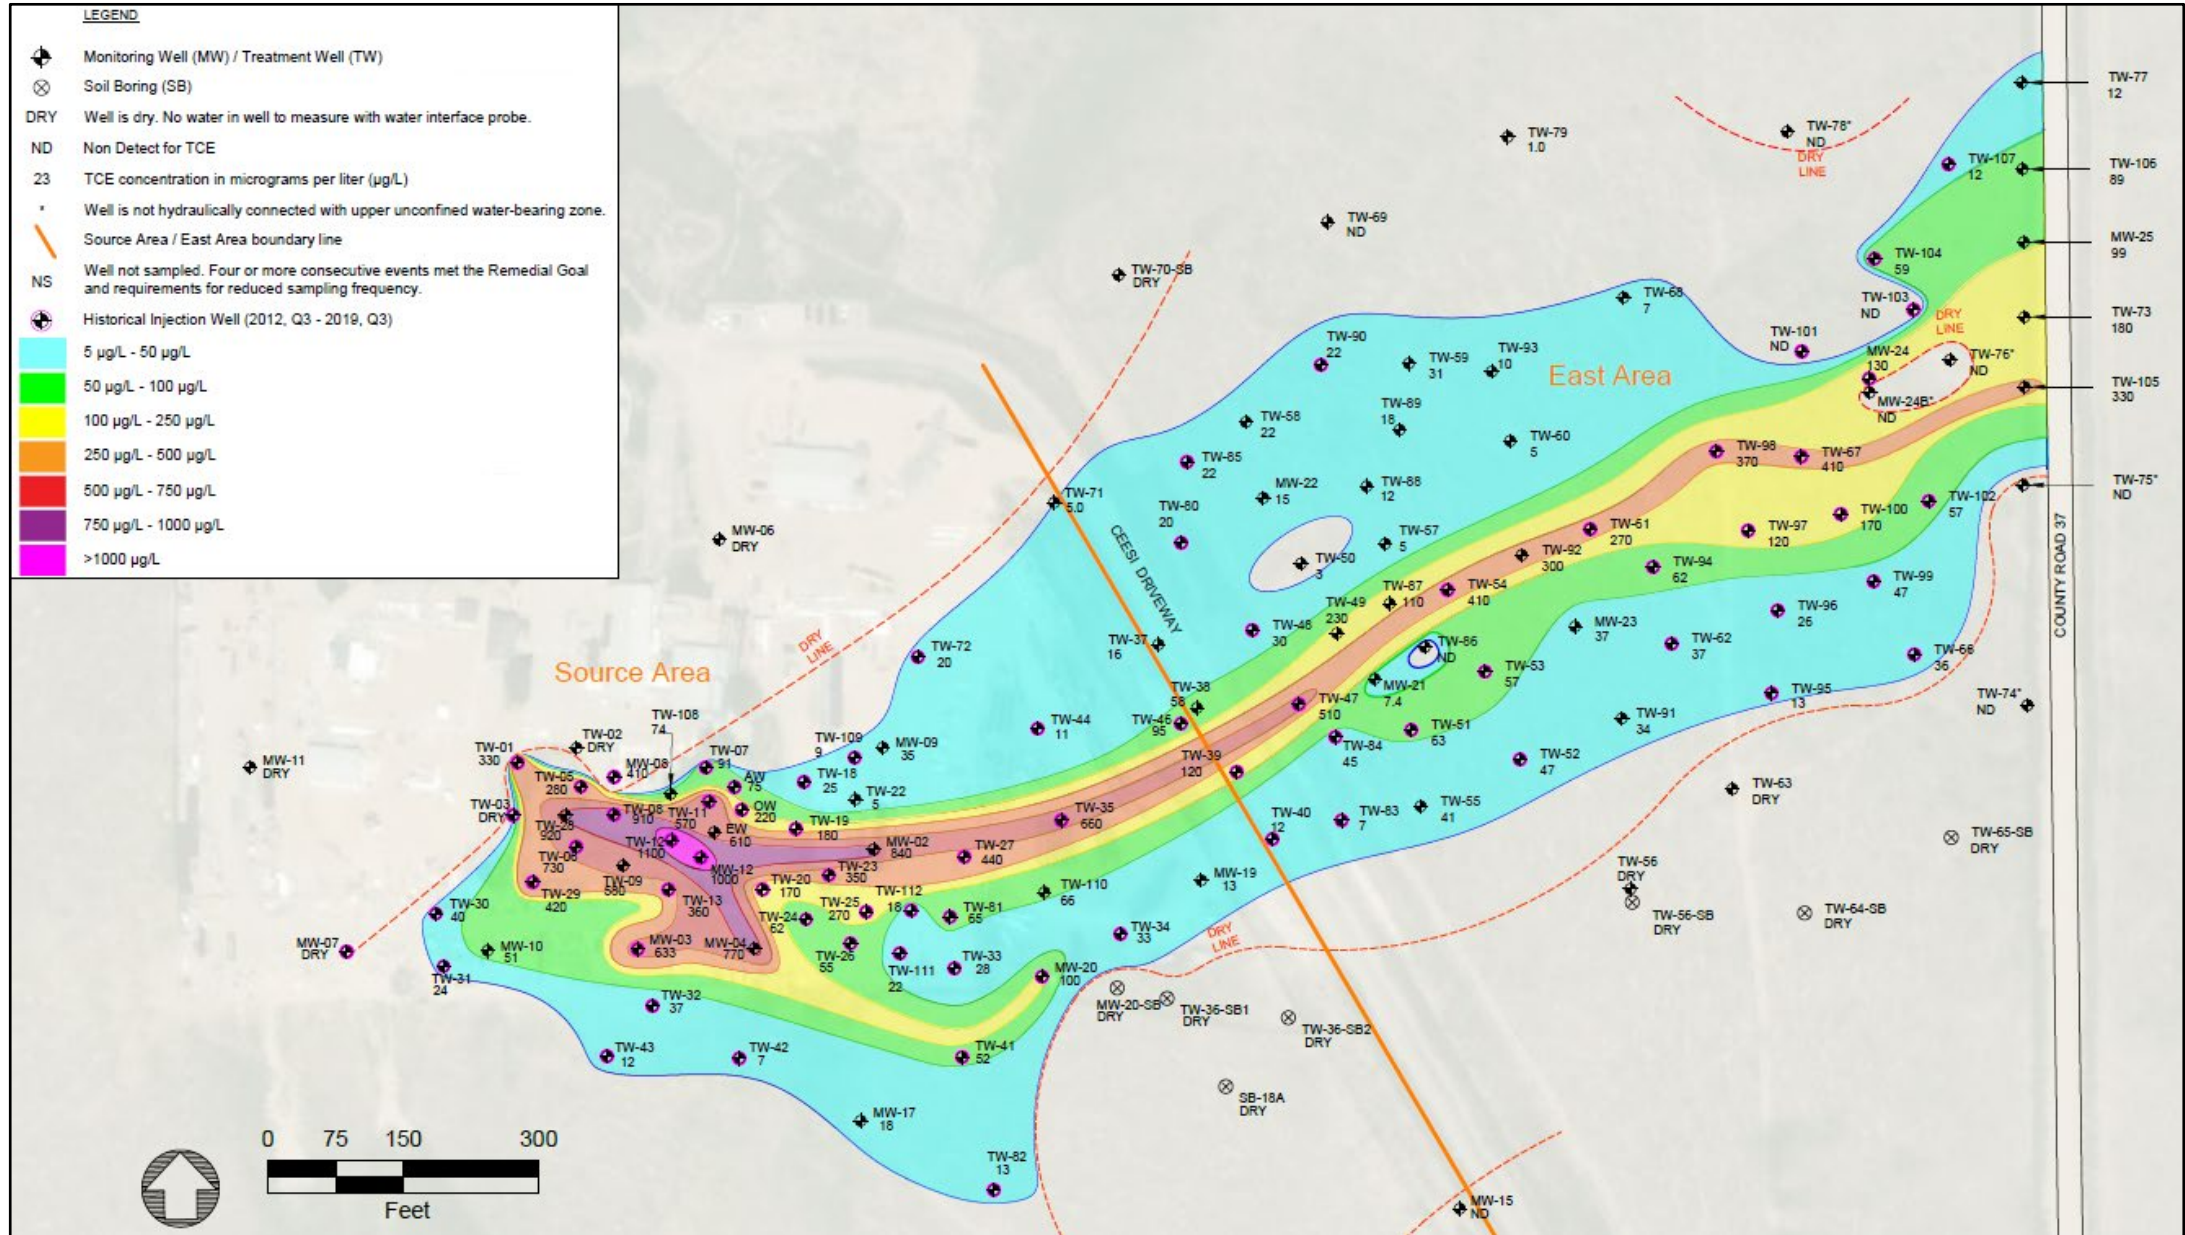 LEGEND
Monitoring Well (MW) / Treatment Well (TW)
Soil Boring (SB)
DRY Well is dry. No water in well to measure with water interface probe.
ND Non Detect for TCE
23 TCE concentration in micrograms per liter (µg/L)
* Well is not hydraulically connected with upper unconfined water-bearing zone.
Source Area / East Area boundary line
NS Well not sampled. Four or more consecutive events met the Remedial Goal
and requirements for reduced sampling frequency.
Historical Injection Well (2012, Q3 - 2019, Q3)
5 µg/L - 50 µg/L
50 µg/L - 100 µg/L
100 µg/L - 250 µg/L
250 µg/L - 500 µg/L
500 µg/L - 750 µg/L
750 µg/L - 1000 µg/L
>1000 µg/L
TW-77
12
TW-79
1.0
TW-78*
ND
DRY
LINE
TW-107
12
TW-106
89
TW-69
ND
MW-25
99
TW-70-SB
DRY
TW-104
59
TW-68
7
TW-103
ND
DRY
LINE
TW-73
180
TW-101
ND
TW-90
22
TW-59
31
TW-93
10
East Area
MW-24
130
TW-76*
ND
TW-105
330
MW-24B*
ND
TW-58
22
TW-89
18
TW-60
5
TW-85
22
TW-98
370
TW-67
410
TW-75*
ND
TW-71
5.0
MW-22
15
TW-88
12
TW-80
20
TW-102
57
TW-100
170
MW-06
DRY
CEESI DRIVEWAY
TW-57
5
TW-61
270
TW-97
120
COUNTY ROAD 37
TW-50
3
TW-92
300
TW-94
62
TW-99
47
TW-87
110
TW-54
410
TW-49
230
TW-48
30
TW-96
26
MW-23
37
TW-62
37
DRY
LINE
TW-72
20
TW-37
16
TW-86
ND
TW-66
36
Source Area
TW-53
57
MW-21
7.4
TW-95
13
TW-74*
ND
TW-38
58
TW-47
510
TW-108
74
TW-44
11
TW-46
95
TW-91
34
TW-51
63
TW-84
45
TW-02
DRY
TW-01
330
TW-109
9
MW-09
35
TW-07
91
TW-39
120
TW-52
47
MW-11
DRY
MW-08
410
TW-05
280
AW
75
TW-18
25
TW-63
DRY
TW-22
5
TW-03
DRY
TW-28
920
TW-08
910
TW-11
570
OW
220
TW-35
660
TW-83
7
TW-55
41
TW-19
180
TW-40
12
EW
610
TW-12
1100
TW-65-SB
DRY
MW-02
840
TW-27
440
TW-06
730
MW-12
1000
TW-09
580
TW-23
350
TW-56
DRY
TW-29
420
TW-13
360
TW-20
170
MW-19
13
TW-110
66
TW-112
18
TW-25
270
TW-56-SB
DRY
TW-64-SB
DRY
TW-30
40
TW-24
62
TW-81
65
DRY
LINE
TW-34
33
MW-07
DRY
MW-10
51
MW-03
633
MW-04
770
TW-26
55
TW-111
22
TW-33
28
TW-31
24
MW-20
100
MW-20-SB
DRY
TW-36-SB1
DRY
TW-36-SB2
DRY
TW-32
37
TW-43
12
TW-42
7
TW-41
52
SB-18A
DRY
MW-17
18
0 75 150 300
Feet
TW-82
13
MW-15
ND